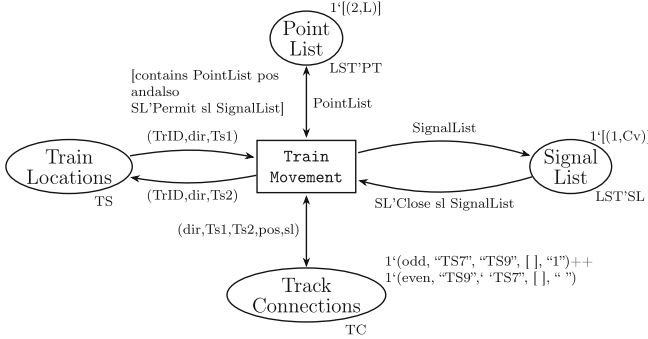 1‘[(2,L)]
Point
List
LST'PT
[contains PointList pos
andalso
SL'Permit sl SignalList]
PointList
(TrID,dir,Ts1)
SignalList
1‘[(1,Cv)]
Train
Locations
TS
Train
Movement
Signal
List
LST'SL
(TrID,dir,Ts2)
SL'Close sl SignalList
(dir,Ts1,Ts2,pos,sl)
1‘(odd, “TS7”, “TS9”, [ ], “1”)++
1‘(even, “TS9”,‘ ‘TS7”, [ ], “ ”)
Track
Connections
TC